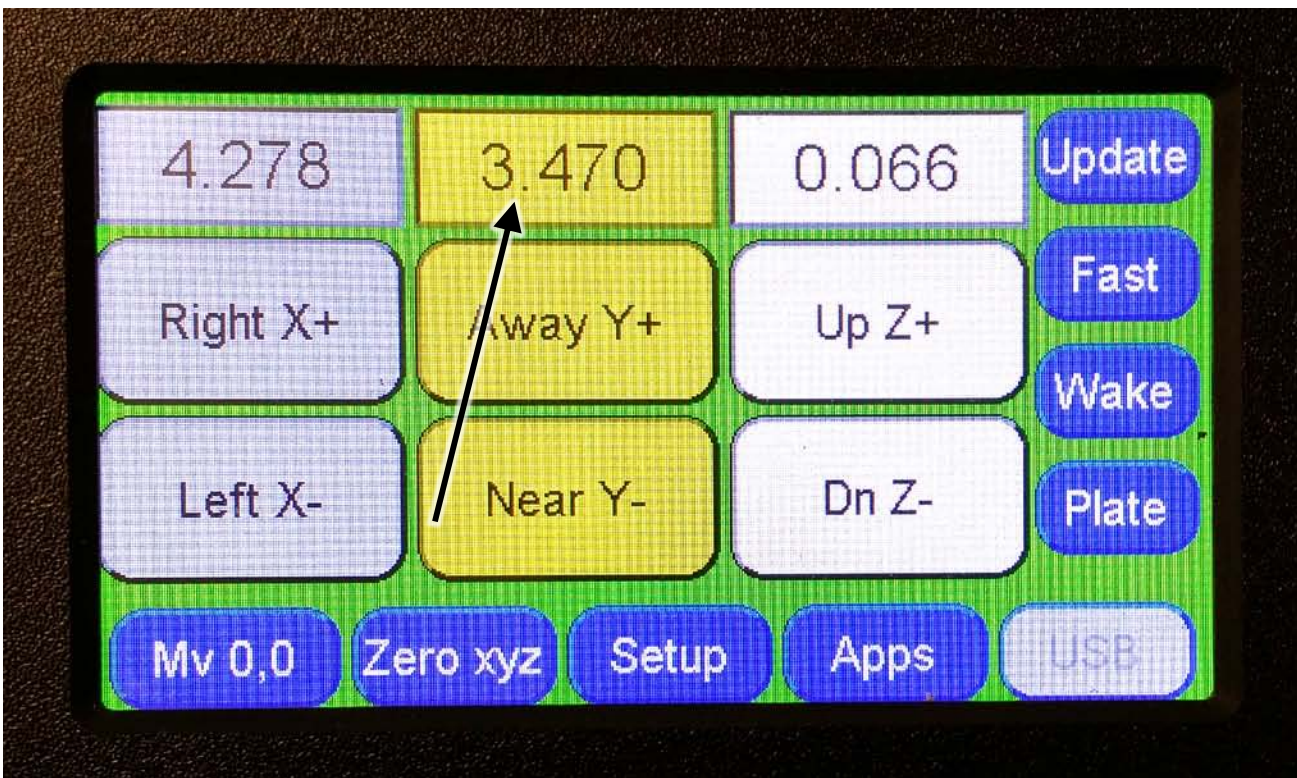 4.278 3.470 0.066 Update
Right X+ Away Y+ Up Z+ Fast
Wake
Left X- Near Y- Dn Z- Plate
Mv 0,0 Zero xyz Setup Apps USB